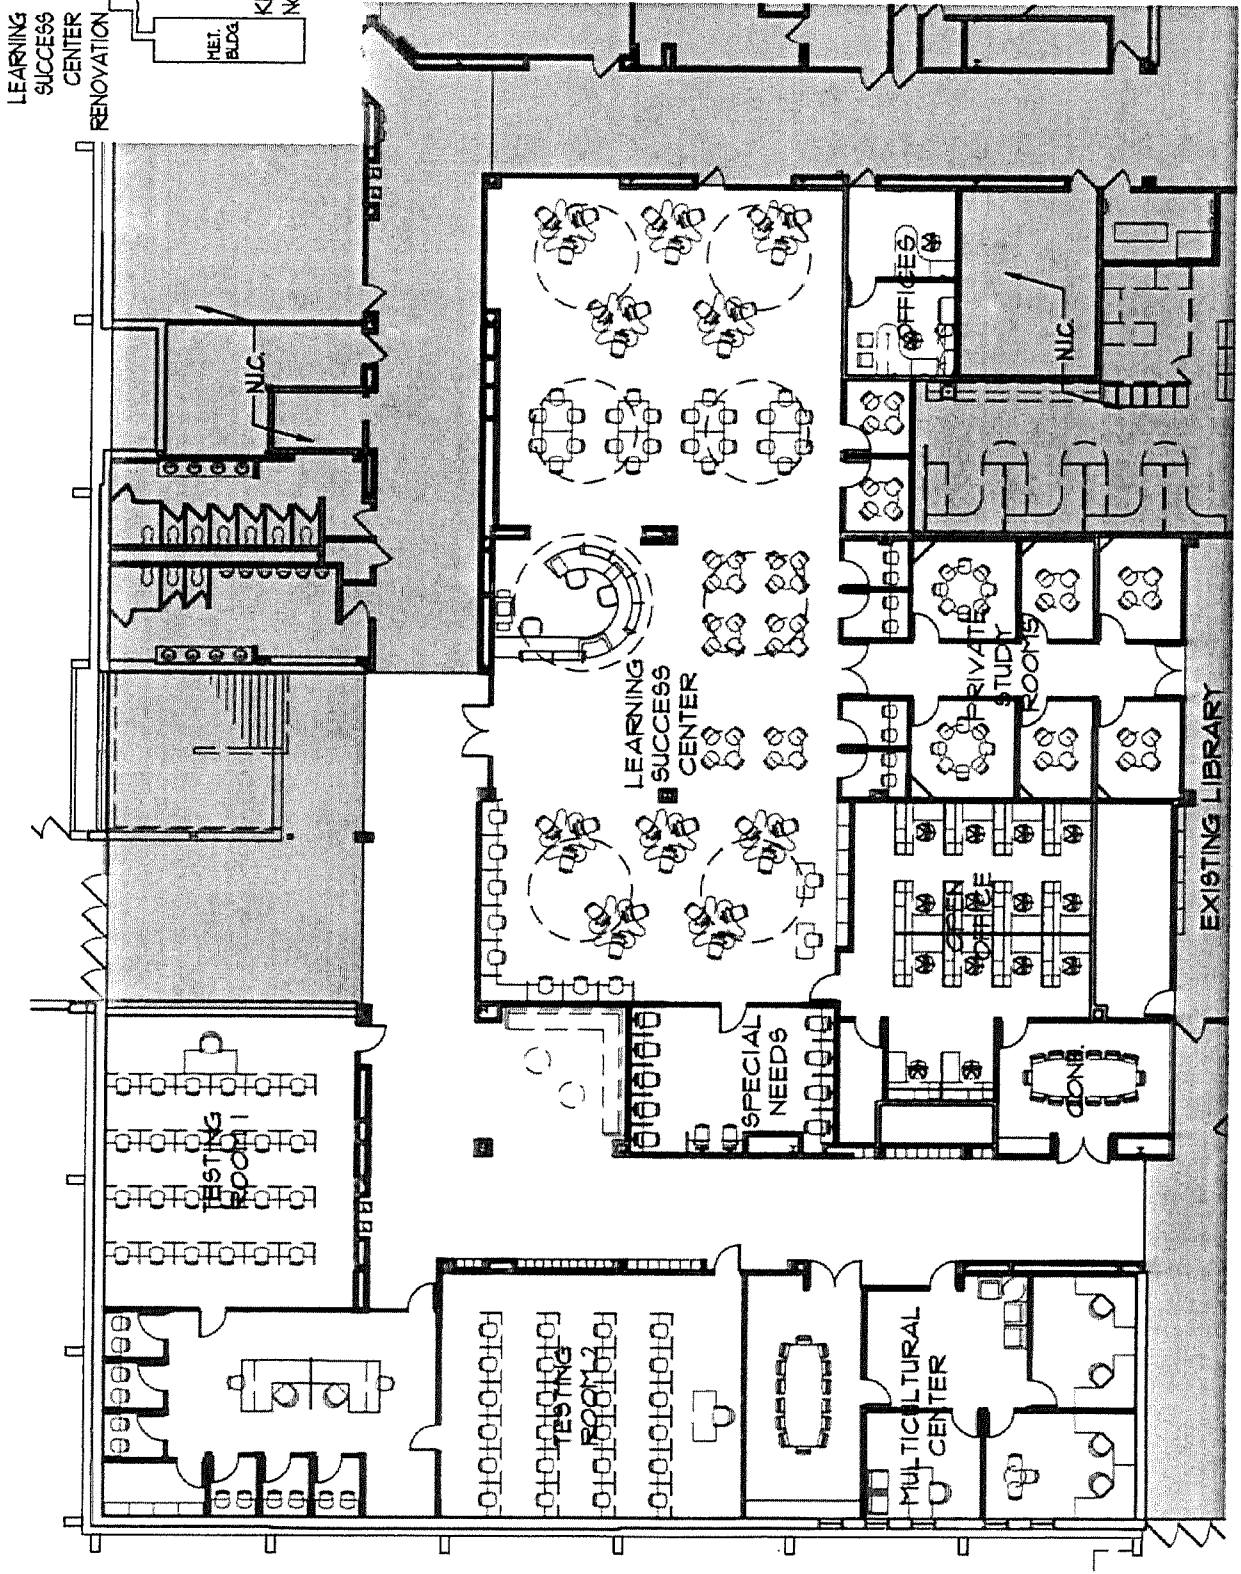 LEARNING
SUCCESS
CENTER
RENOVATION
M.E.T.
BLDG.
N.I.C.
OFFICES
N.I.C.
LEARNING
SUCCESS
CENTER
PRIVATE
STUDY
ROOMS
EXISTING LIBRARY
OPEN
OFFICE
SPECIAL
NEEDS
CONF.
TESTING
ROOM 1
TESTING
ROOM 2
MULTICULTURAL
CENTER